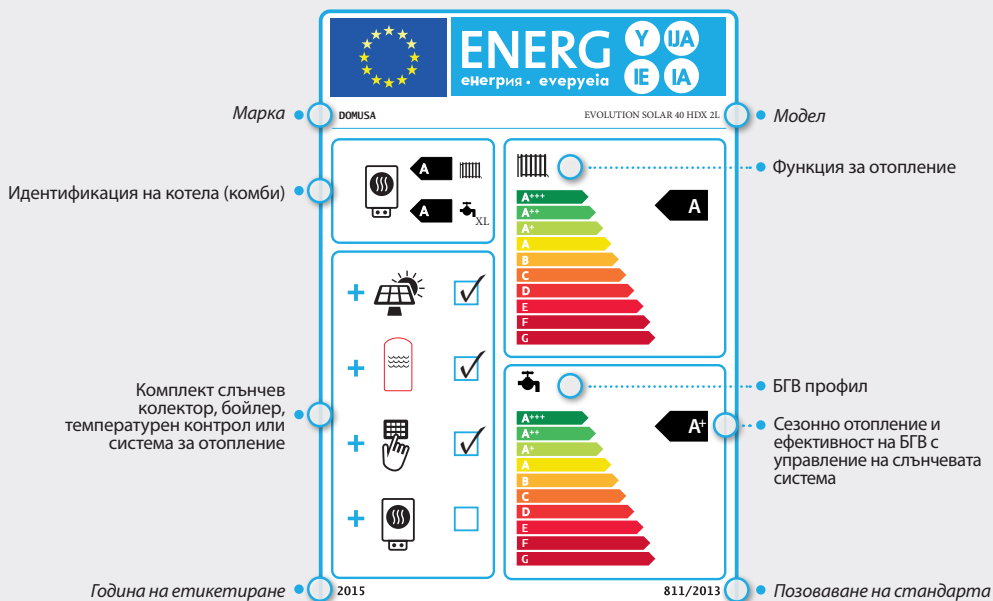 ENERG
Y IJA
IE IA
енергия · ενεργεια
Марка
DOMUSA
EVOLUTION SOLAR 40 HDX 2L
Модел
Идентификация на котела (комби)
A
A
XL
Функция за отопление
A+++
A++
A+
A
B
C
D
E
F
G
A
Комплект слънчев
колектор, бойлер,
температурен контрол или
система за отопление
+
+
+
+
БГВ профил
A+++
A++
A+
A
B
C
D
E
F
G
A+
Сезонно отопление и
ефективност на БГВ с
управление на слънчевата
система
Година на етикетиране
2015
811/2013
Позоваване на стандарта